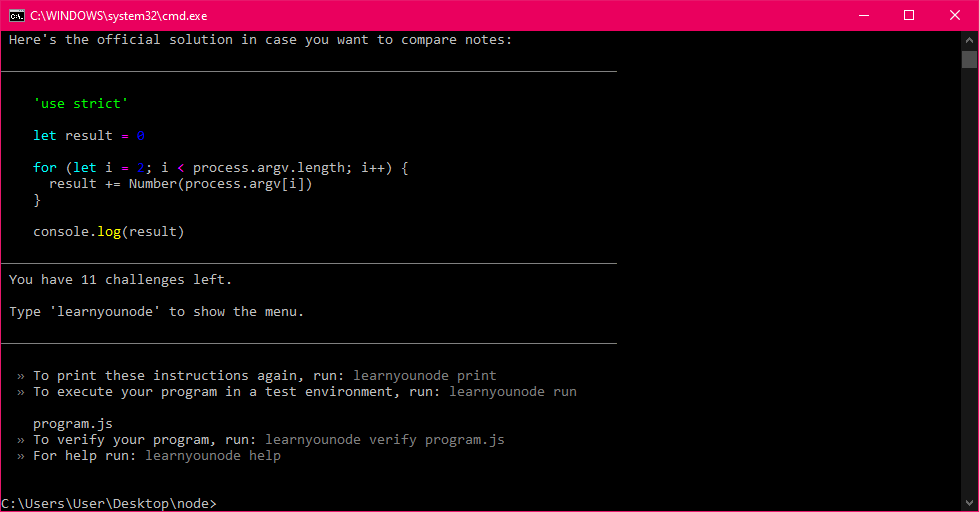 C:\WINDOWS\system32\cmd.exe
Here's the official solution in case you want to compare notes:
'use strict'
let result = 0
for (let i = 2; i < process.argv.length; i++) {
result += Number(process.argv[i])
}
console.log(result)
You have 11 challenges left.
Type 'learnyounode' to show the menu.
» To print these instructions again, run: learnyounode print
» To execute your program in a test environment, run: learnyounode run
program.js
» To verify your program, run: learnyounode verify program.js
» For help run: learnyounode help
C:\Users\User\Desktop\node>